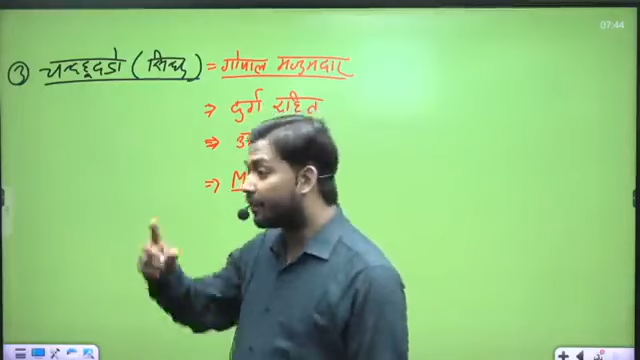 07:44
③ चन्हूदडो (सिन्ध) = गोपाल मजुमदार
⇒ दुर्ग रहित
⇒
⇒ M